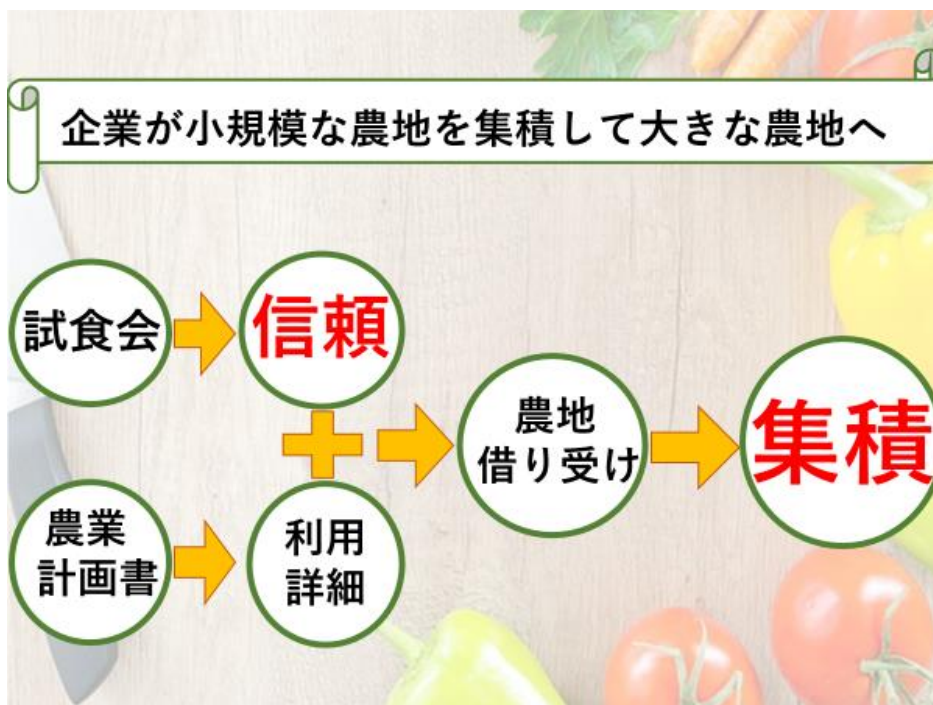 企業が小規模な農地を集積して大きな農地へ
試食会
信頼
農業
計画書
利用
詳細
農地
借り受け
集積